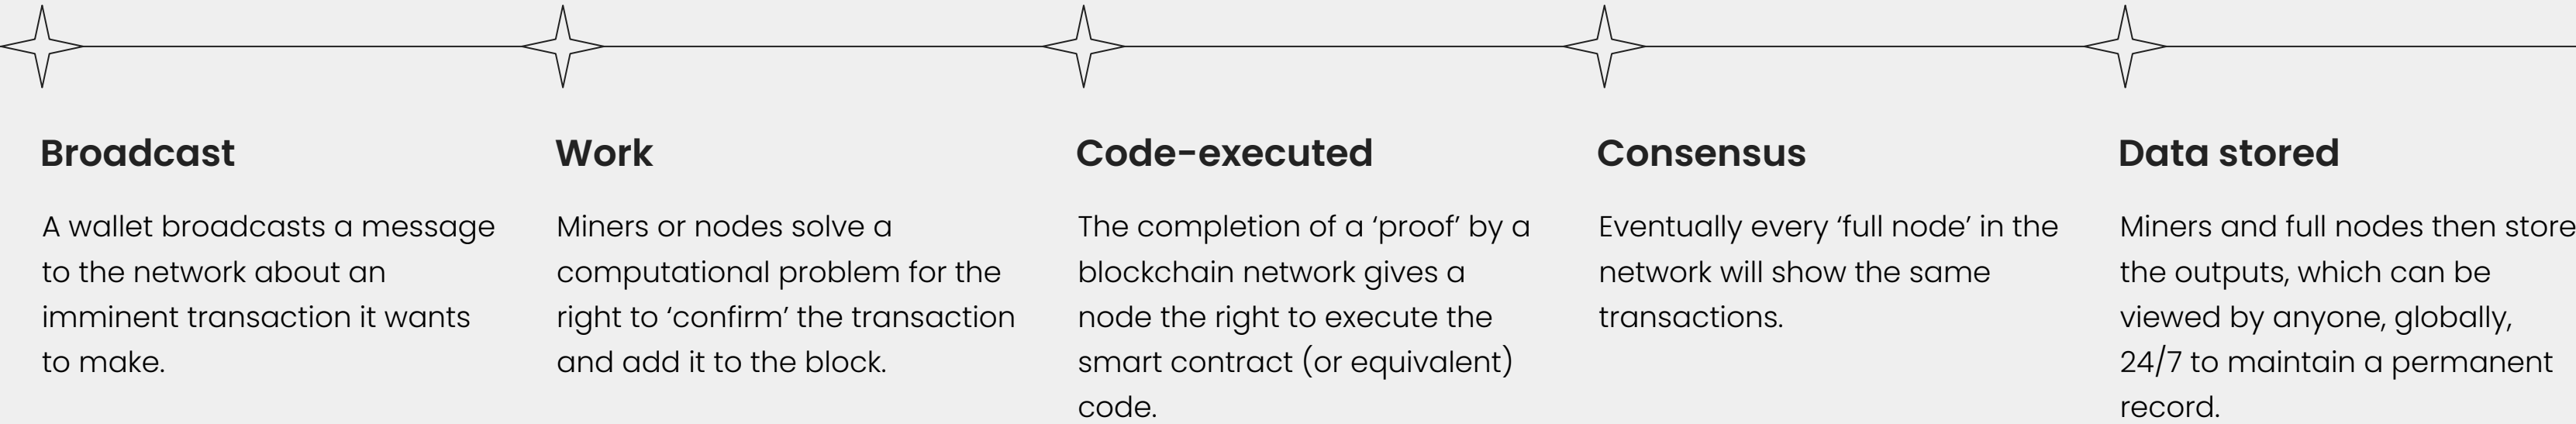 Broadcast
A wallet broadcasts a message
to the network about an
imminent transaction it wants
to make.
Work
Miners or nodes solve a
computational problem for the
right to ‘confirm’ the transaction
and add it to the block.
Code-executed
The completion of a ‘proof’ by a
blockchain network gives a
node the right to execute the
smart contract (or equivalent)
code.
Consensus
Eventually every ‘full node’ in the
network will show the same
transactions.
Data stored
Miners and full nodes then store
the outputs, which can be
viewed by anyone, globally,
24/7 to maintain a permanent
record.